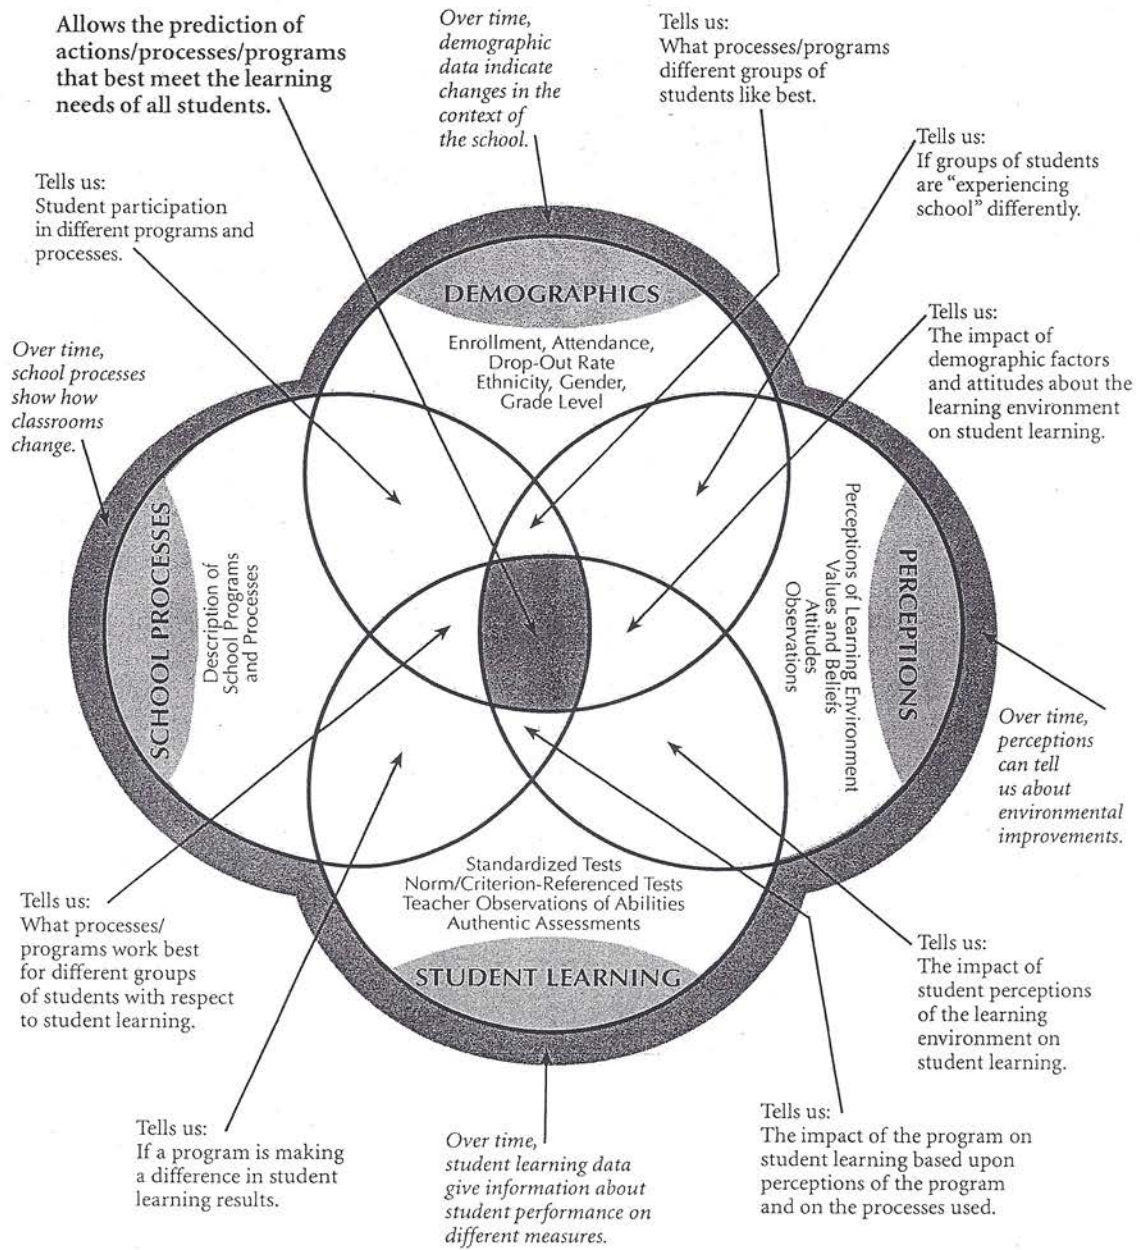 Allows the prediction of
actions/processes/programs
that best meet the learning
needs of all students.
Over time,
demographic
data indicate
changes in the
context of
the school.
Tells us:
What processes/programs
different groups of
students like best.
Tells us:
If groups of students
are “experiencing
school” differently.
Tells us:
Student participation
in different programs and
processes.
DEMOGRAPHICS
Enrollment, Attendance,
Drop-Out Rate
Ethnicity, Gender,
Grade Level
Tells us:
The impact of
demographic factors
and attitudes about the
learning environment
on student learning.
Over time,
school processes
show how
classrooms
change.
SCHOOL PROCESSES
Description of
School Programs
and Processes
PERCEPTIONS
Perceptions of Learning Environment
Values and Beliefs
Attitudes
Observations
Over time,
perceptions
can tell
us about
environmental
improvements.
Standardized Tests
Norm/Criterion-Referenced Tests
Teacher Observations of Abilities
Authentic Assessments
STUDENT LEARNING
Tells us:
What processes/
programs work best
for different groups
of students with respect
to student learning.
Tells us:
The impact of
student perceptions
of the learning
environment on
student learning.
Tells us:
If a program is making
a difference in student
learning results.
Over time,
student learning data
give information about
student performance on
different measures.
Tells us:
The impact of the program on
student learning based upon
perceptions of the program
and on the processes used.